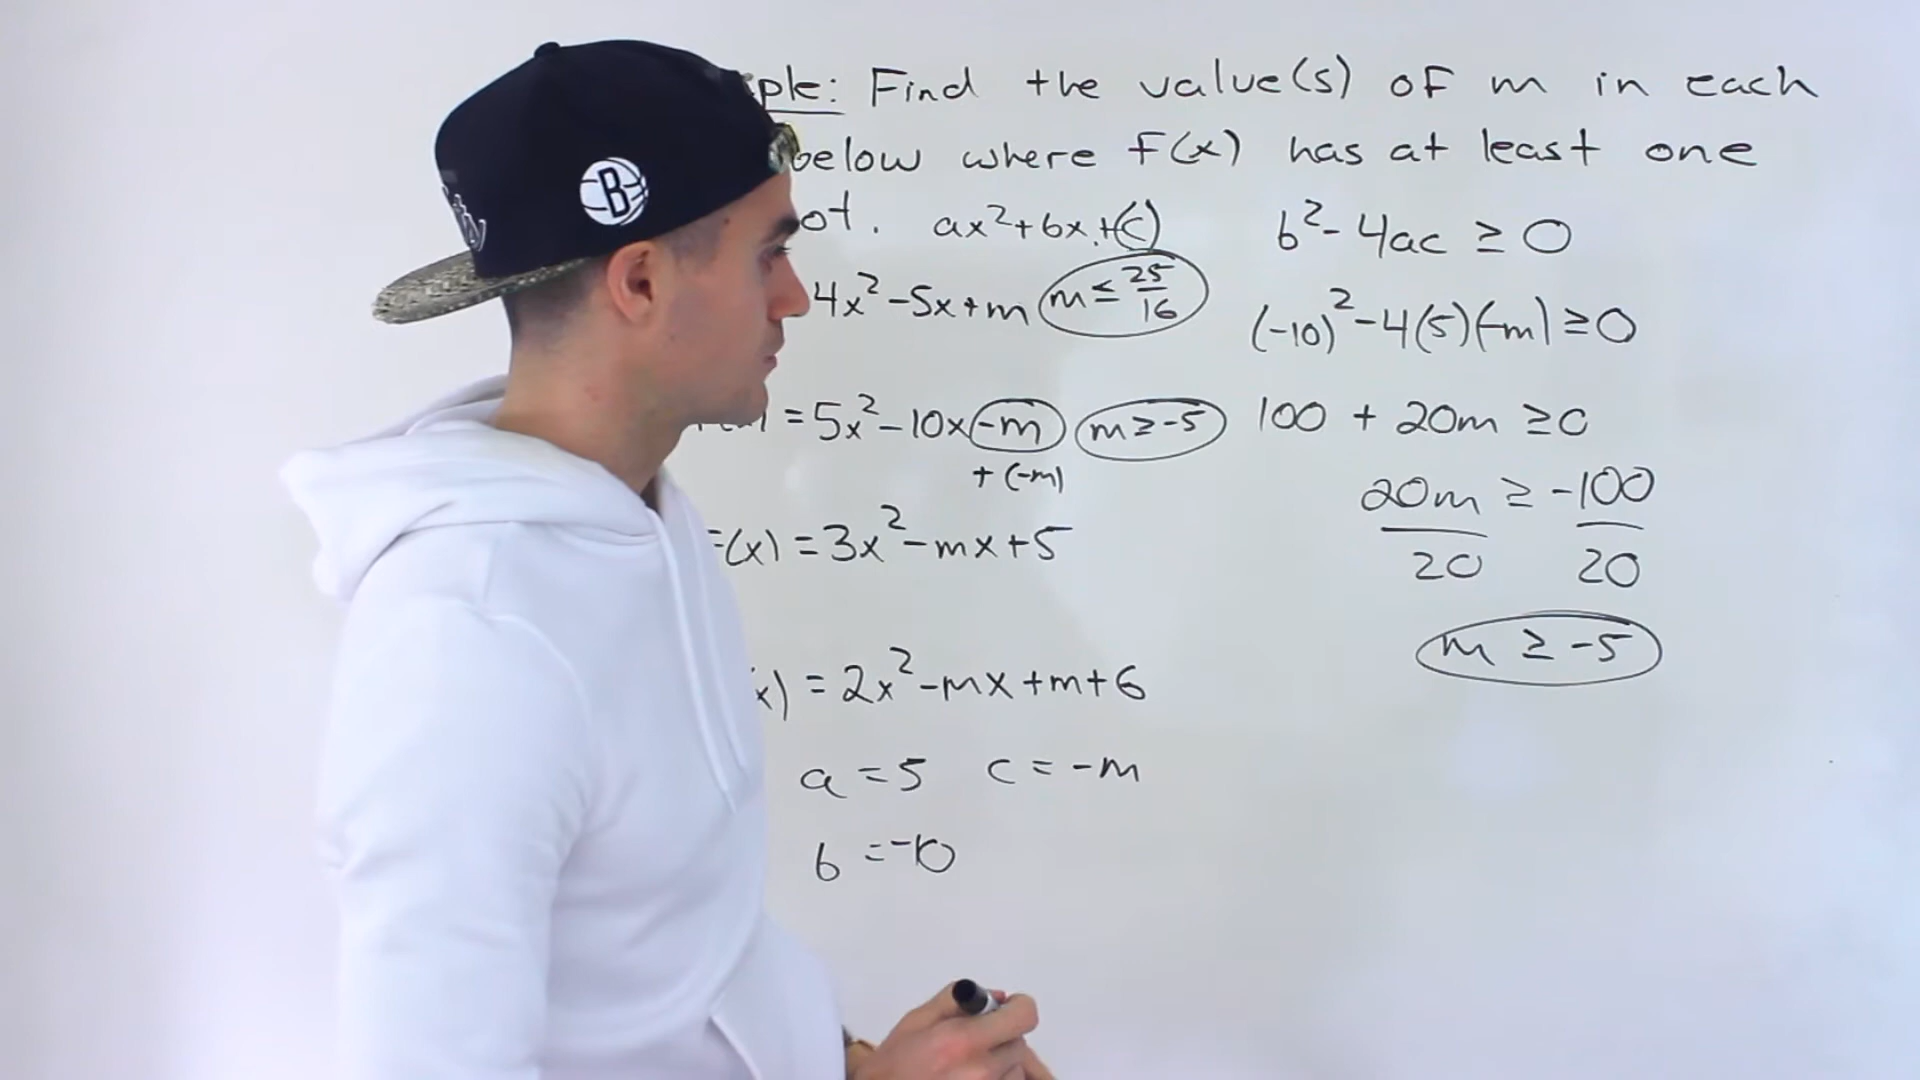 ple: Find the value(s) of m in each
below where f(x) has at least one
ot. ax²+bx+(c) b²-4ac ≥ 0
4x²-5x+m m ≤ 25/16 (-10)²-4(5)(-m) ≥ 0
= 5x²-10x-m m ≥ -5 100 + 20m ≥ 0
+ (-m)
20m ≥ -100
20 20
(x) = 3x²-mx+5
m ≥ -5
x) = 2x²-mx+m+6
a = 5 c = -m
b = -10
B